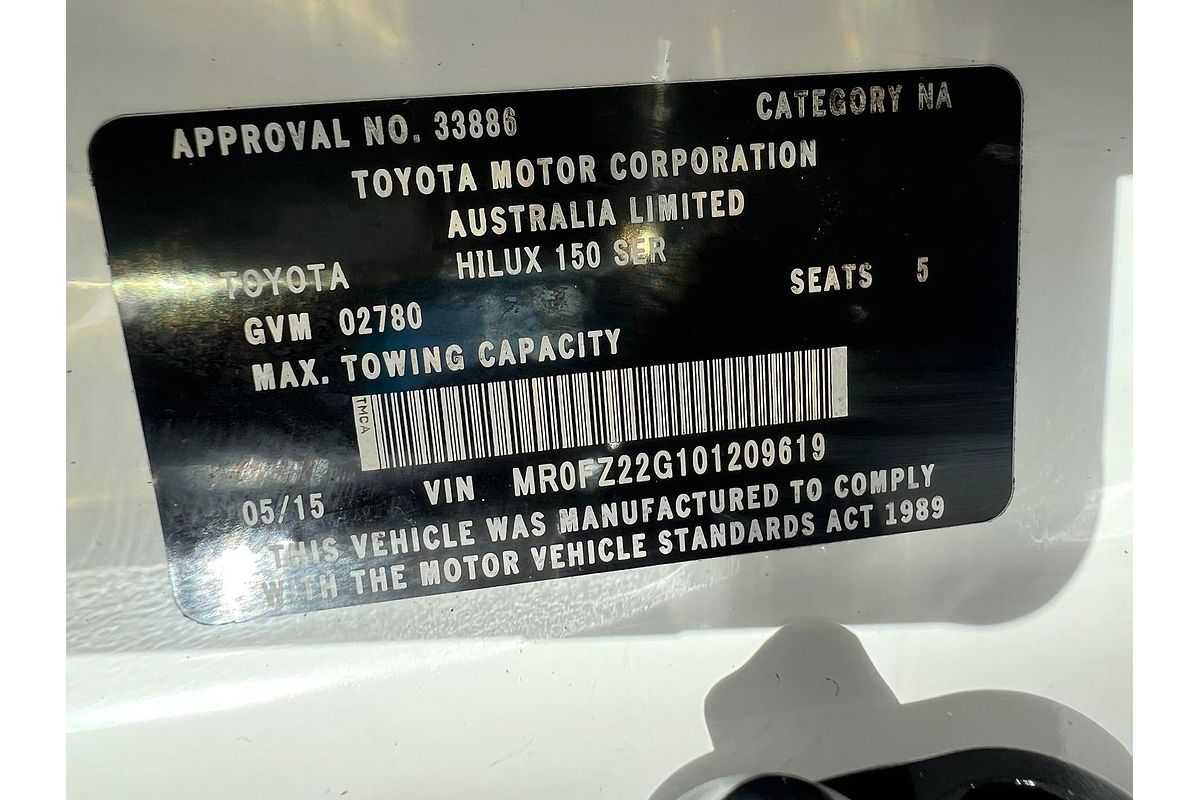 APPROVAL NO. 33886 CATEGORY NA
TOYOTA MOTOR CORPORATION
AUSTRALIA LIMITED
TOYOTA HILUX 150 SER
GVM 02780 SEATS 5
MAX. TOWING CAPACITY
TMCA
05/15 VIN MR0FZ22G101209619
THIS VEHICLE WAS MANUFACTURED TO COMPLY
WITH THE MOTOR VEHICLE STANDARDS ACT 1989